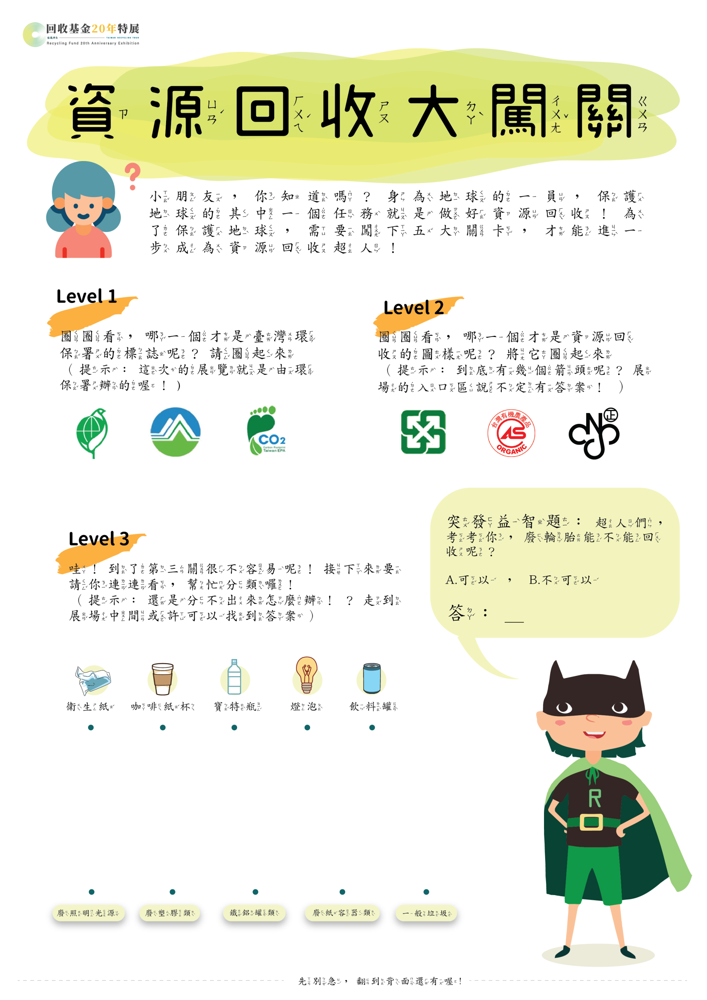 回收基金20年特展
循環再生 TAIWAN RECYCLING TOUR
Recycling Fund 20th Anniversary Exhibition
資源回收大闖關
ㄗ ㄩㄢˊ ㄏㄨㄟˊ ㄕㄡ ㄉㄚˋ ㄔㄨㄤˇ ㄍㄨㄢ
?
小朋友，你知道嗎？身為地球的一員，保護
地球的其中一個任務就是做好資源回收！為
了保護地球，需要闖下五大關卡，才能進一
步成為資源回收超人！
Level 1
圈圈看，哪一個才是臺灣環
保署的標誌呢？請圈起來
（提示：這次的展覽就是由環
保署辦的喔！)
CO2
Carbon Footprint
Taiwan EPA
Level 2
圈圈看，哪一個才是資源回
收的圖樣呢？將它圈起來
（提示：到底有幾個箭頭呢？展
場的入口區說不定有答案！）
台灣有機農產品
AS
ORGANIC
CNS
正
Level 3
哇！到了第三關很不容易呢！接下來要
請你連連看，幫忙分類囉！
（提示：還是分不出來怎麼辦！？走到
展場中間或許可以找到答案）
突發益智題：超人們，
考考你，廢輪胎能不能回
收呢？
A.可以，B.不可以
答：__
衛生紙 咖啡紙杯 寶特瓶 燈泡 飲料罐
R
廢照明光源 廢塑膠類 鐵鋁罐類 廢紙容器類 一般垃圾
先別急，翻到背面還有喔！